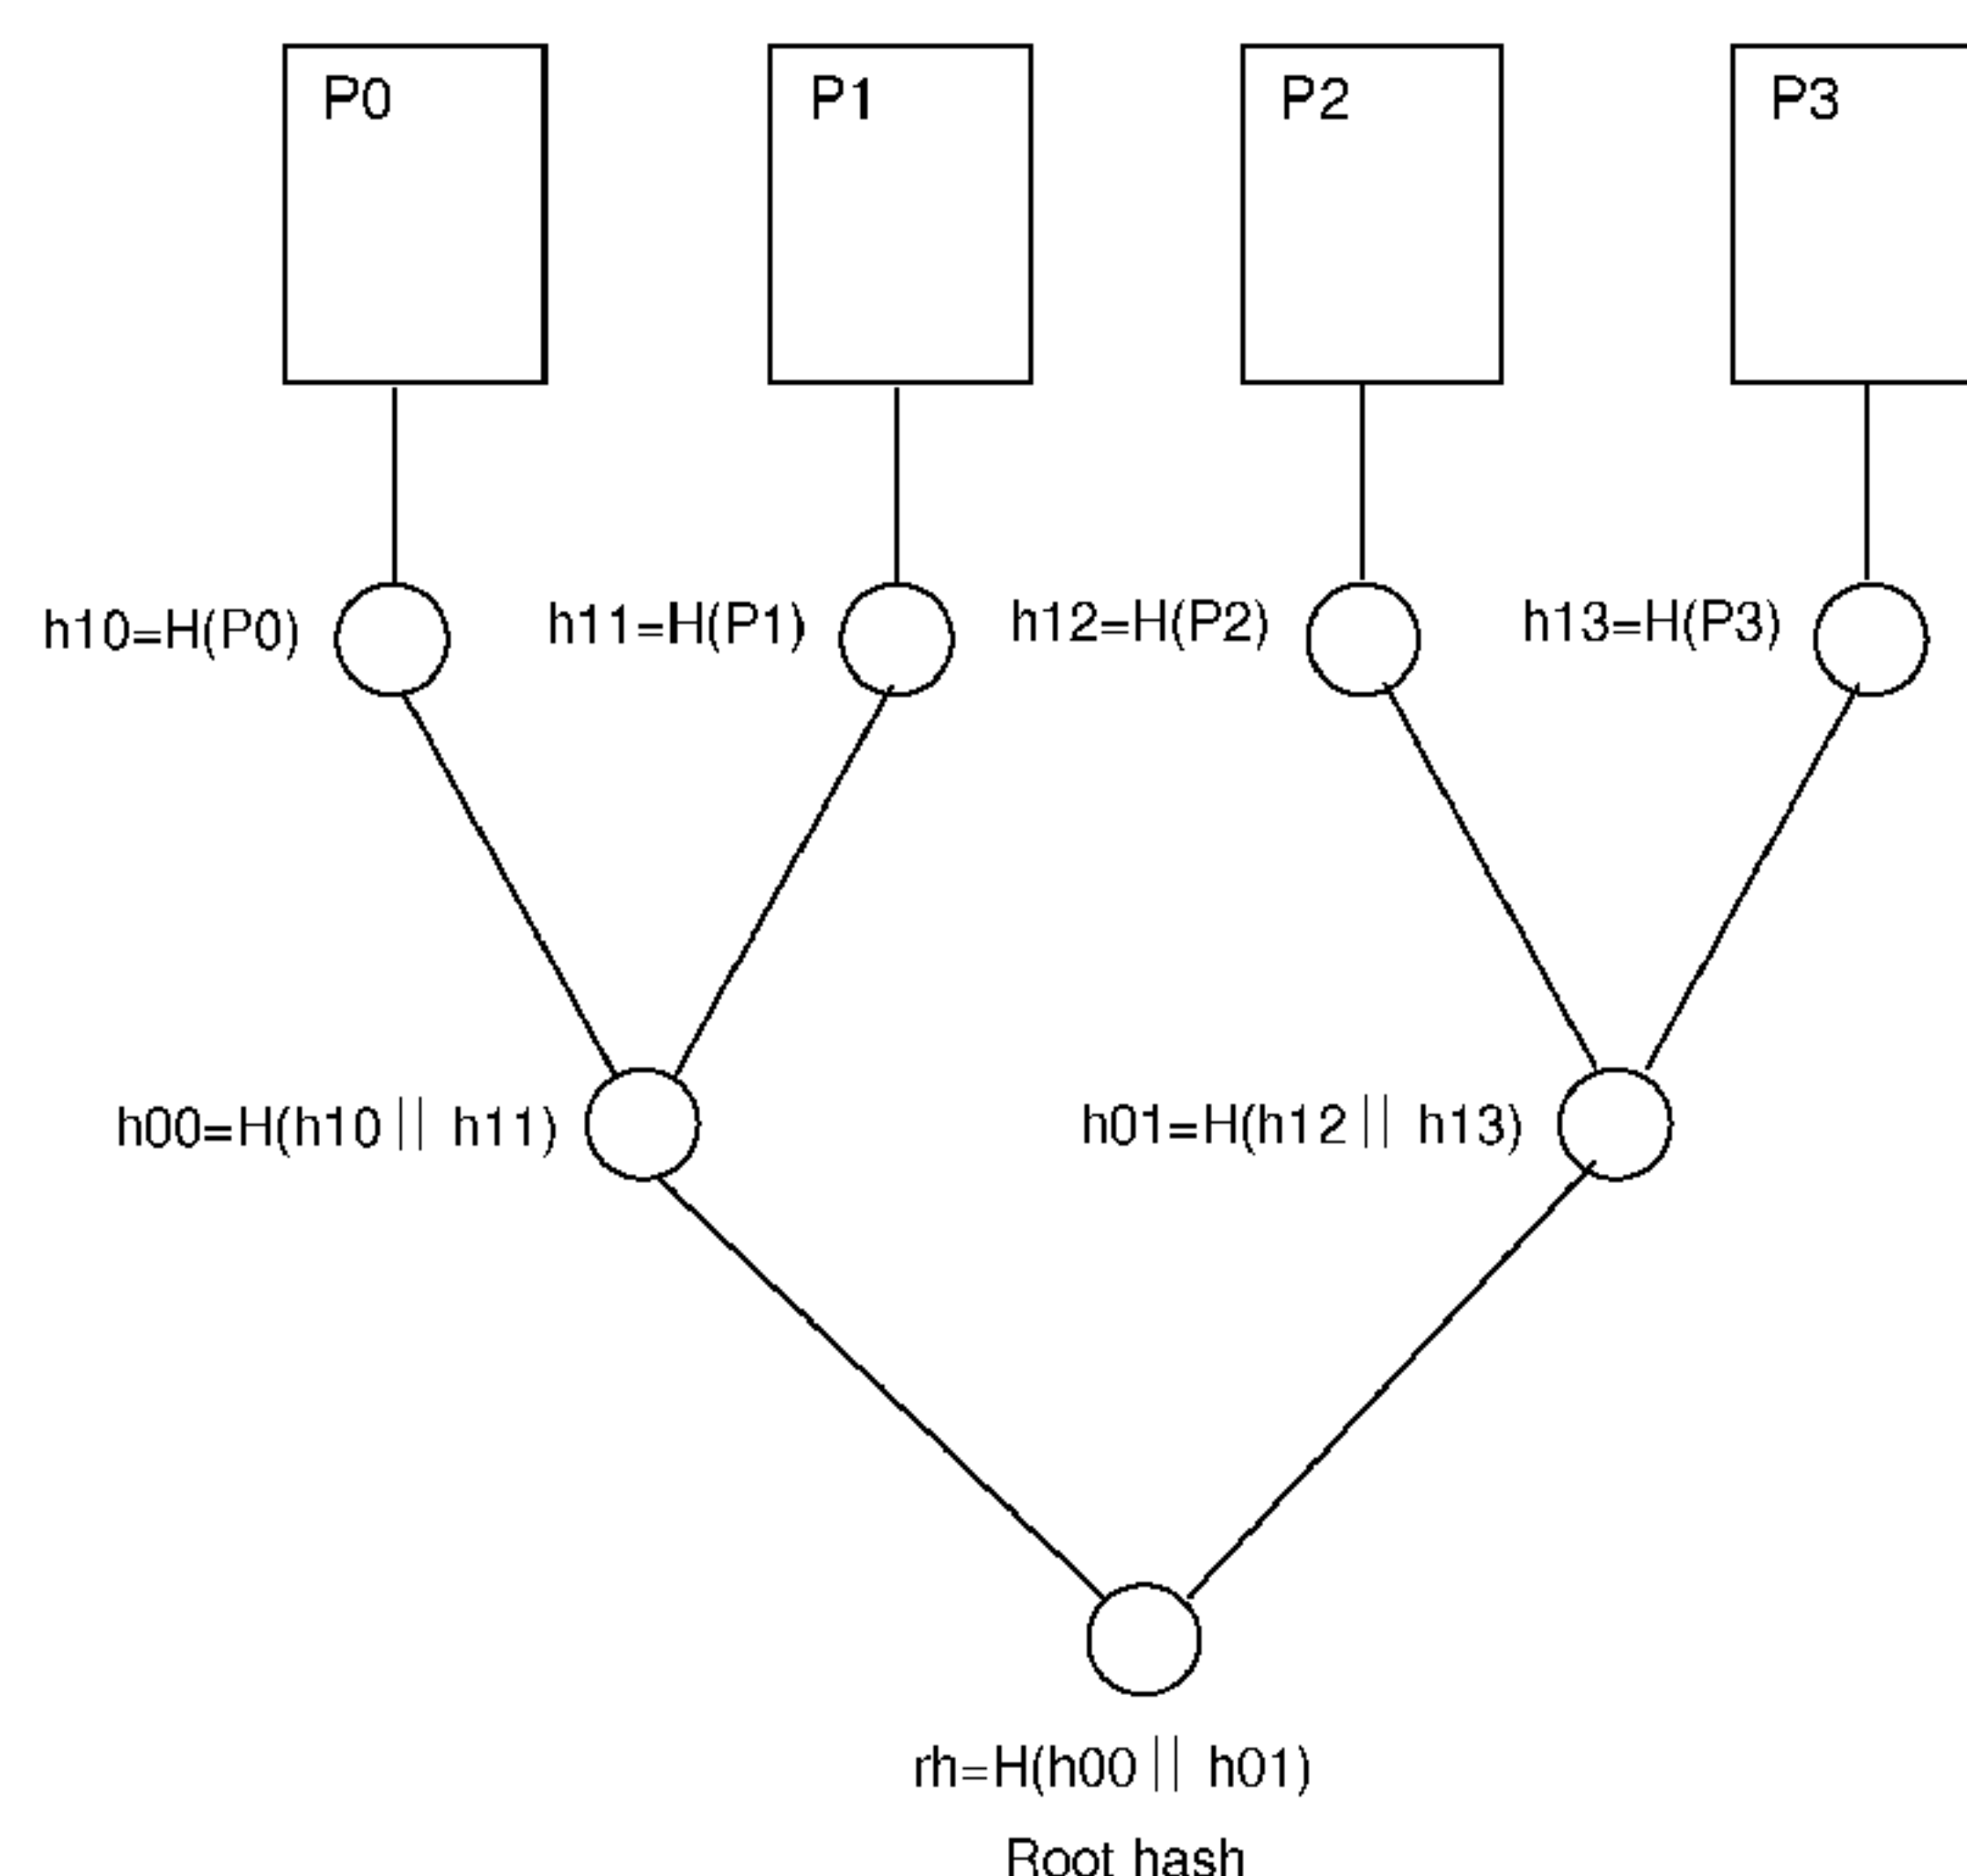 P0
P1
P2
P3
h10=H(P0)
h11=H(P1)
h12=H(P2)
h13=H(P3)
h00=H(h10|| h11)
h01=H(h12|| h13)
rh=H(h00|| h01)
Root hash